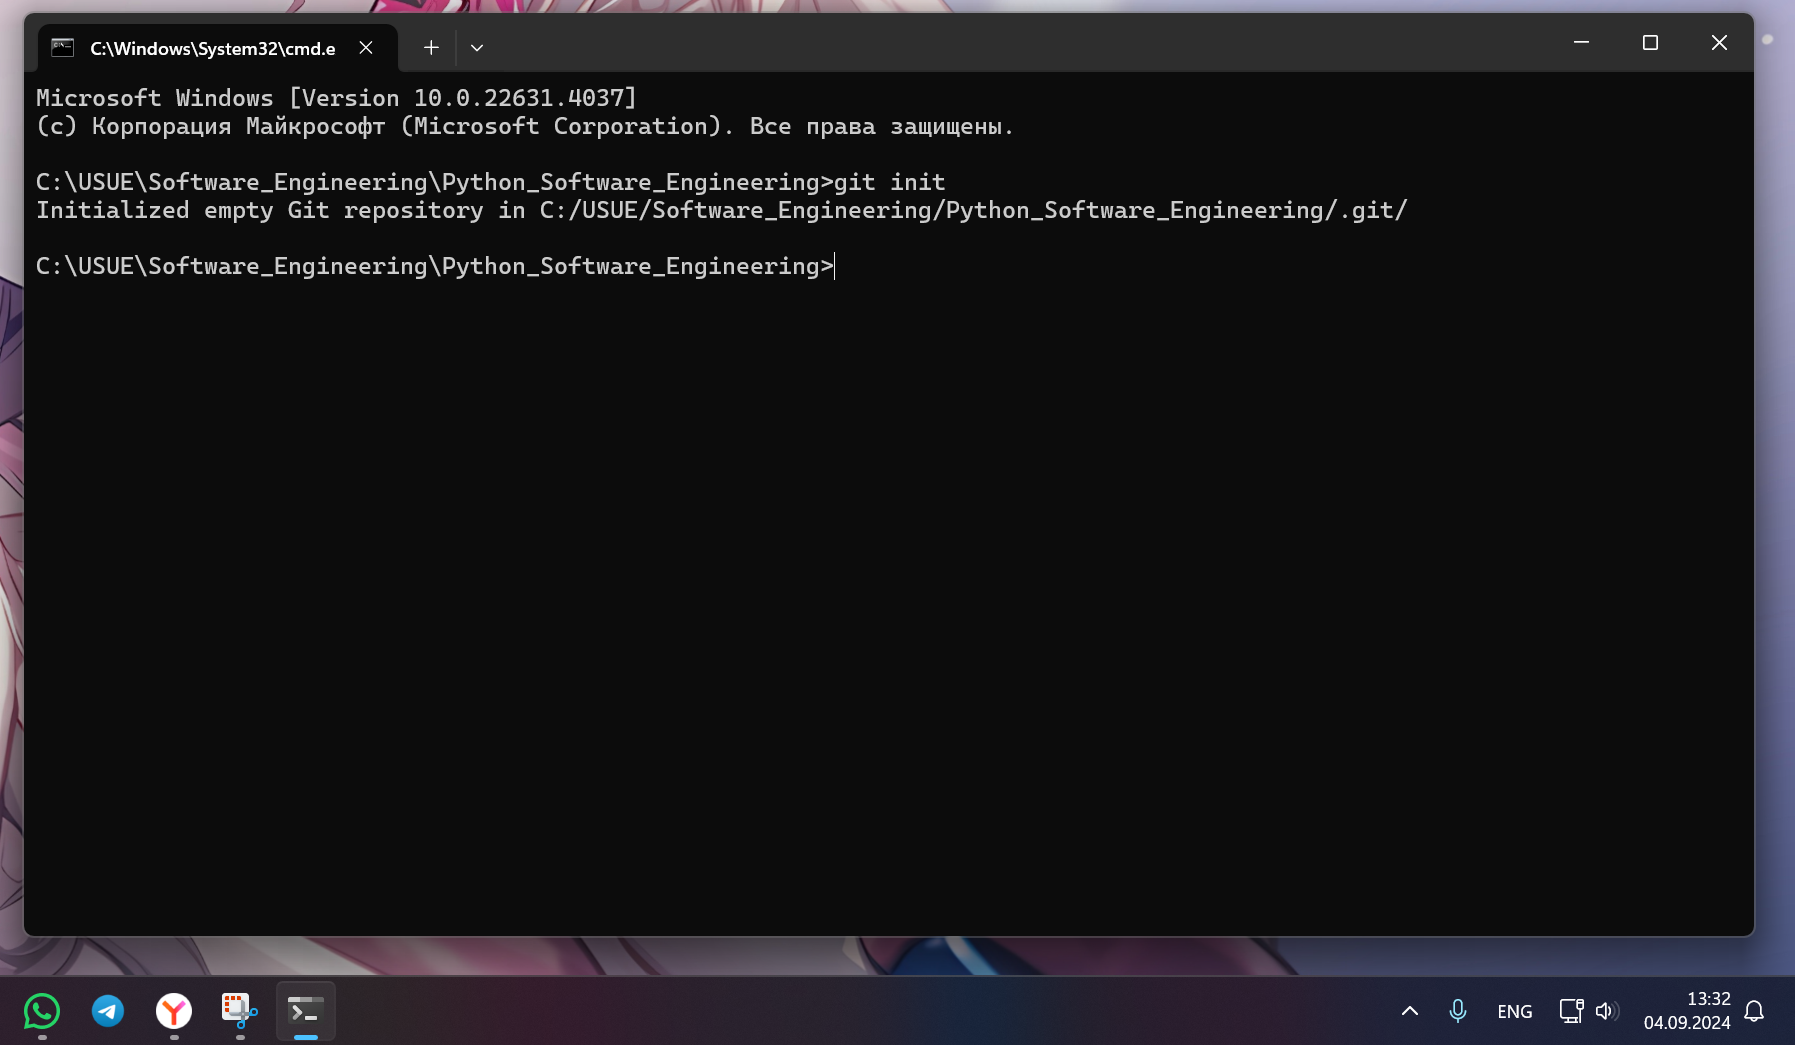 C:\Windows\System32\cmd.e
Microsoft Windows [Version 10.0.22631.4037]
(c) Корпорация Майкрософт (Microsoft Corporation). Все права защищены.
C:\USUE\Software_Engineering\Python_Software_Engineering>git init
Initialized empty Git repository in C:/USUE/Software_Engineering/Python_Software_Engineering/.git/
C:\USUE\Software_Engineering\Python_Software_Engineering>
ENG
13:32
04.09.2024